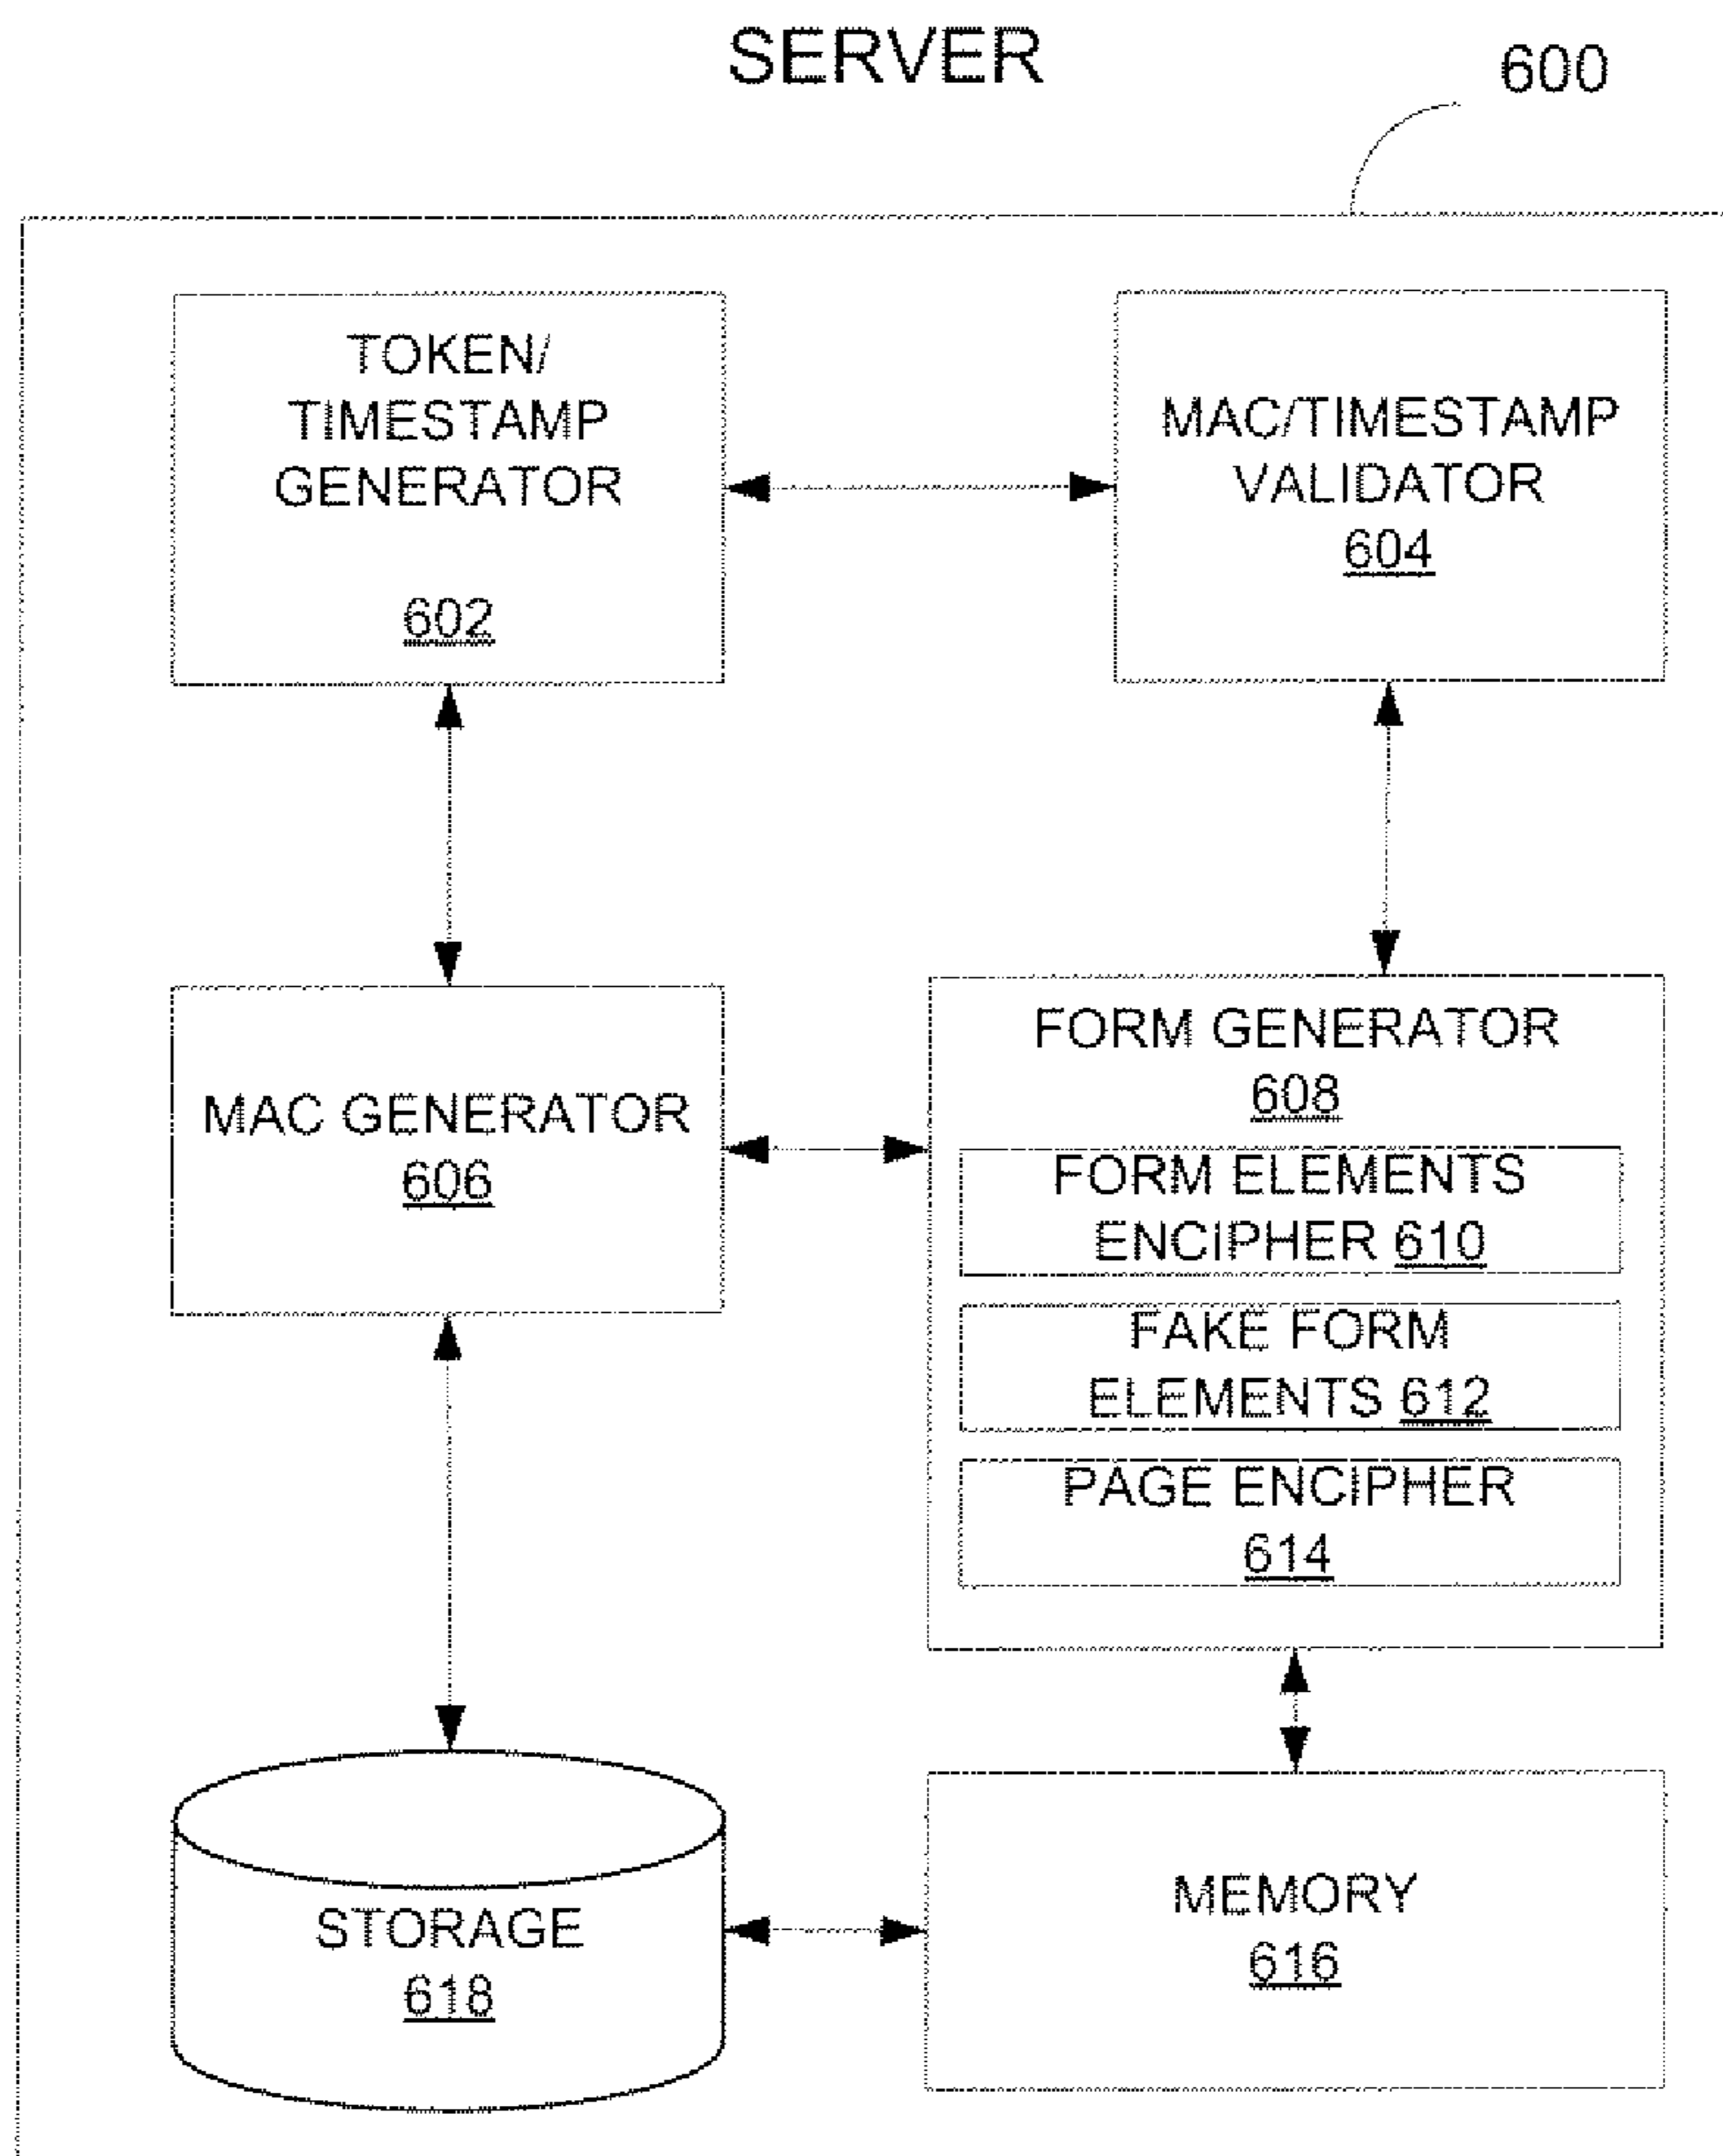 SERVER
600
TOKEN/
TIMESTAMP
GENERATOR
602
MAC/TIMESTAMP
VALIDATOR
604
MAC GENERATOR
606
FORM GENERATOR
608
FORM ELEMENTS
ENCIPHER 610
FAKE FORM
ELEMENTS 612
PAGE ENCIPHER
614
STORAGE
618
MEMORY
616